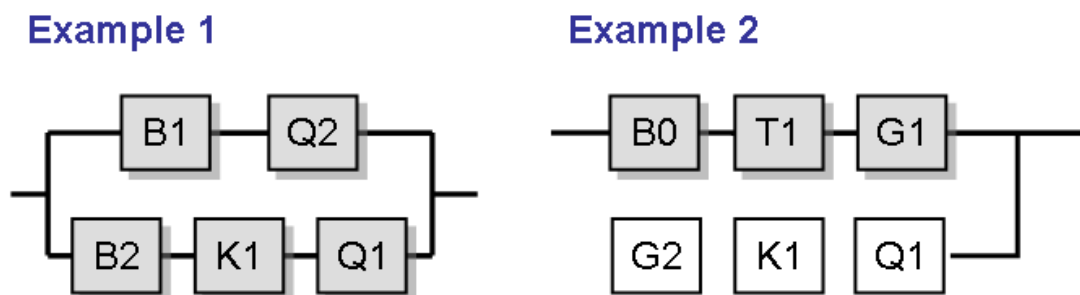 Example 1 Example 2
B1 Q2 B0 T1 G1
B2 K1 Q1 G2 K1 Q1